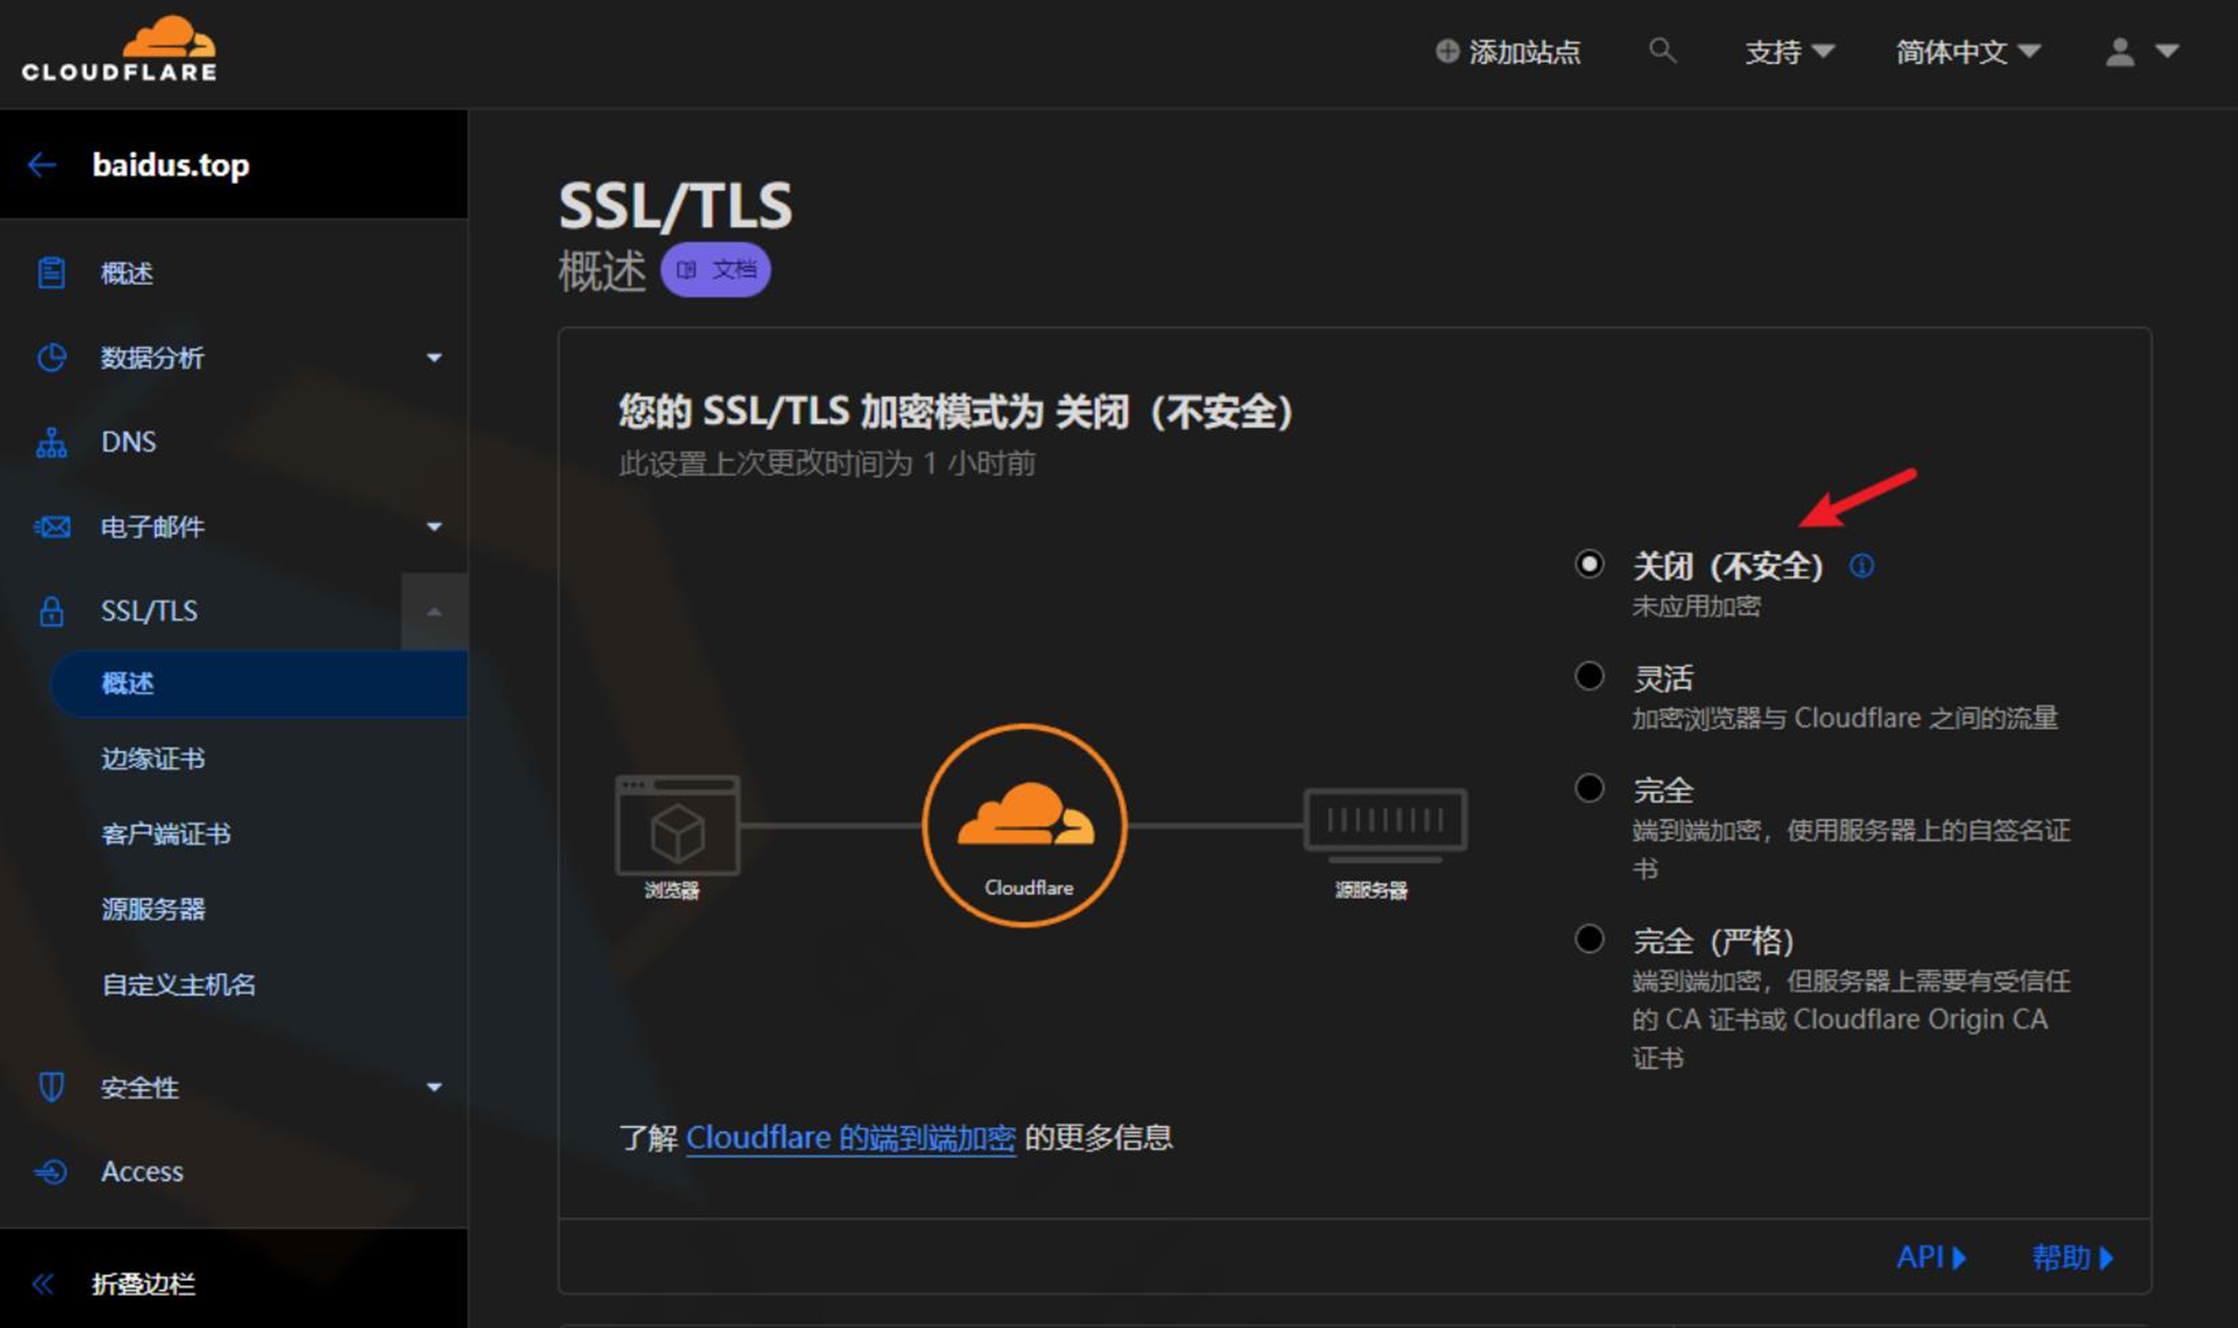 CLOUDFLARE
添加站点
支持
简体中文
baidus.top
概述
数据分析
DNS
电子邮件
SSL/TLS
概述
边缘证书
客户端证书
源服务器
自定义主机名
安全性
Access
折叠边栏
SSL/TLS
概述
文档
您的 SSL/TLS 加密模式为 关闭（不安全）
此设置上次更改时间为 1 小时前
浏览器
Cloudflare
源服务器
关闭（不安全）
未应用加密
灵活
加密浏览器与 Cloudflare 之间的流量
完全
端到端加密，使用服务器上的自签名证
书
完全（严格）
端到端加密，但服务器上需要有受信任
的 CA 证书或 Cloudflare Origin CA
证书
了解 Cloudflare 的端到端加密 的更多信息
API
帮助